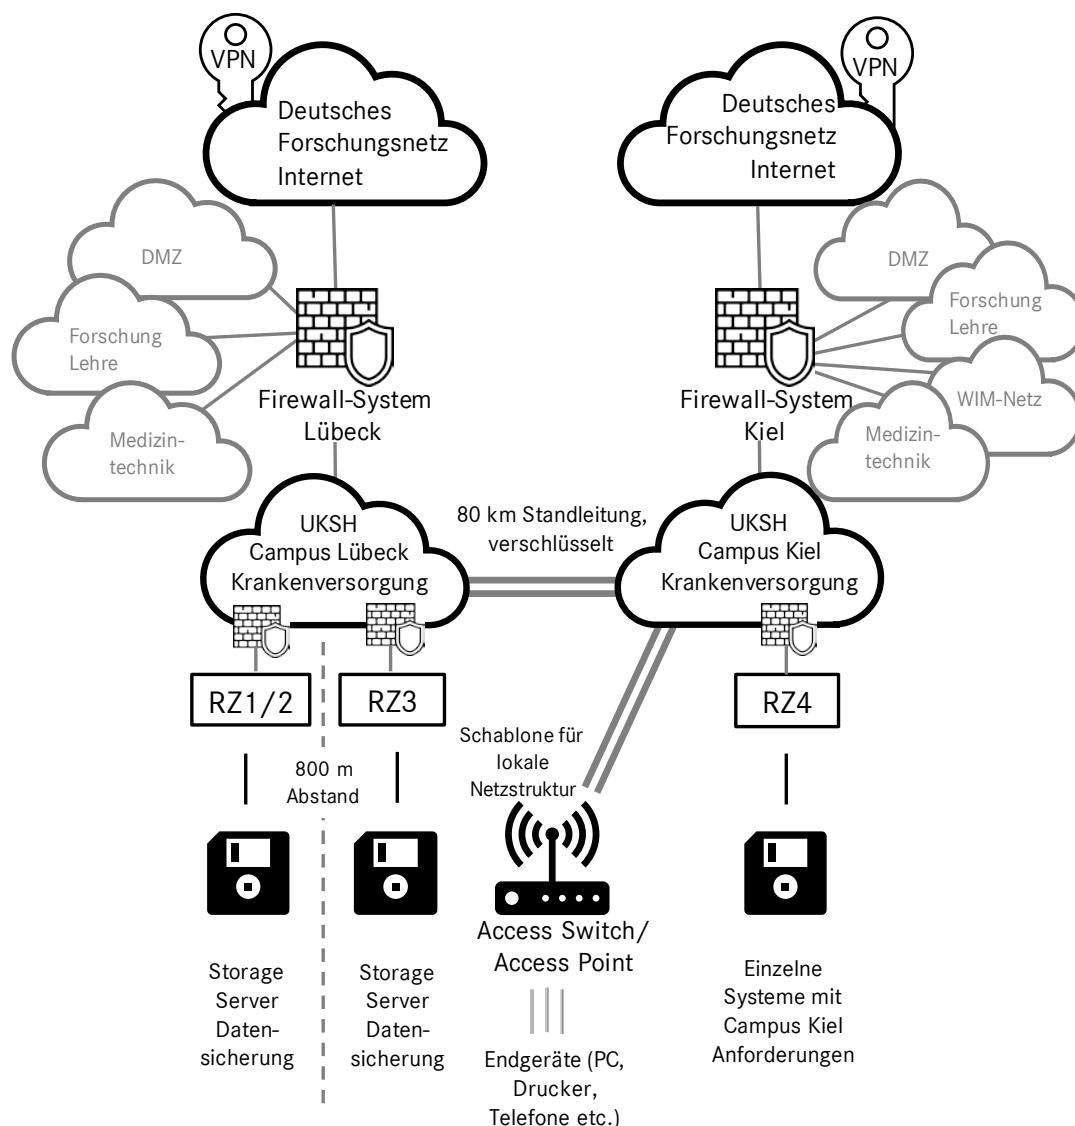 VPN
Deutsches
Forschungsnetz
Internet
VPN
Deutsches
Forschungsnetz
Internet
DMZ
Forschung
Lehre
Medizin-
technik
Firewall-System
Lübeck
Firewall-System
Kiel
DMZ
Forschung
Lehre
WIM-Netz
Medizin-
technik
UKSH
Campus Lübeck
Krankenversorgung
80 km Standleitung,
verschlüsselt
UKSH
Campus Kiel
Krankenversorgung
RZ1/2
RZ3
RZ4
800 m
Abstand
Schablone für
lokale
Netzstruktur
Access Switch/
Access Point
Storage
Server
Daten-
sicherung
Storage
Server
Daten-
sicherung
Endgeräte (PC,
Drucker,
Telefone etc.)
Einzelne
Systeme mit
Campus Kiel
Anforderungen